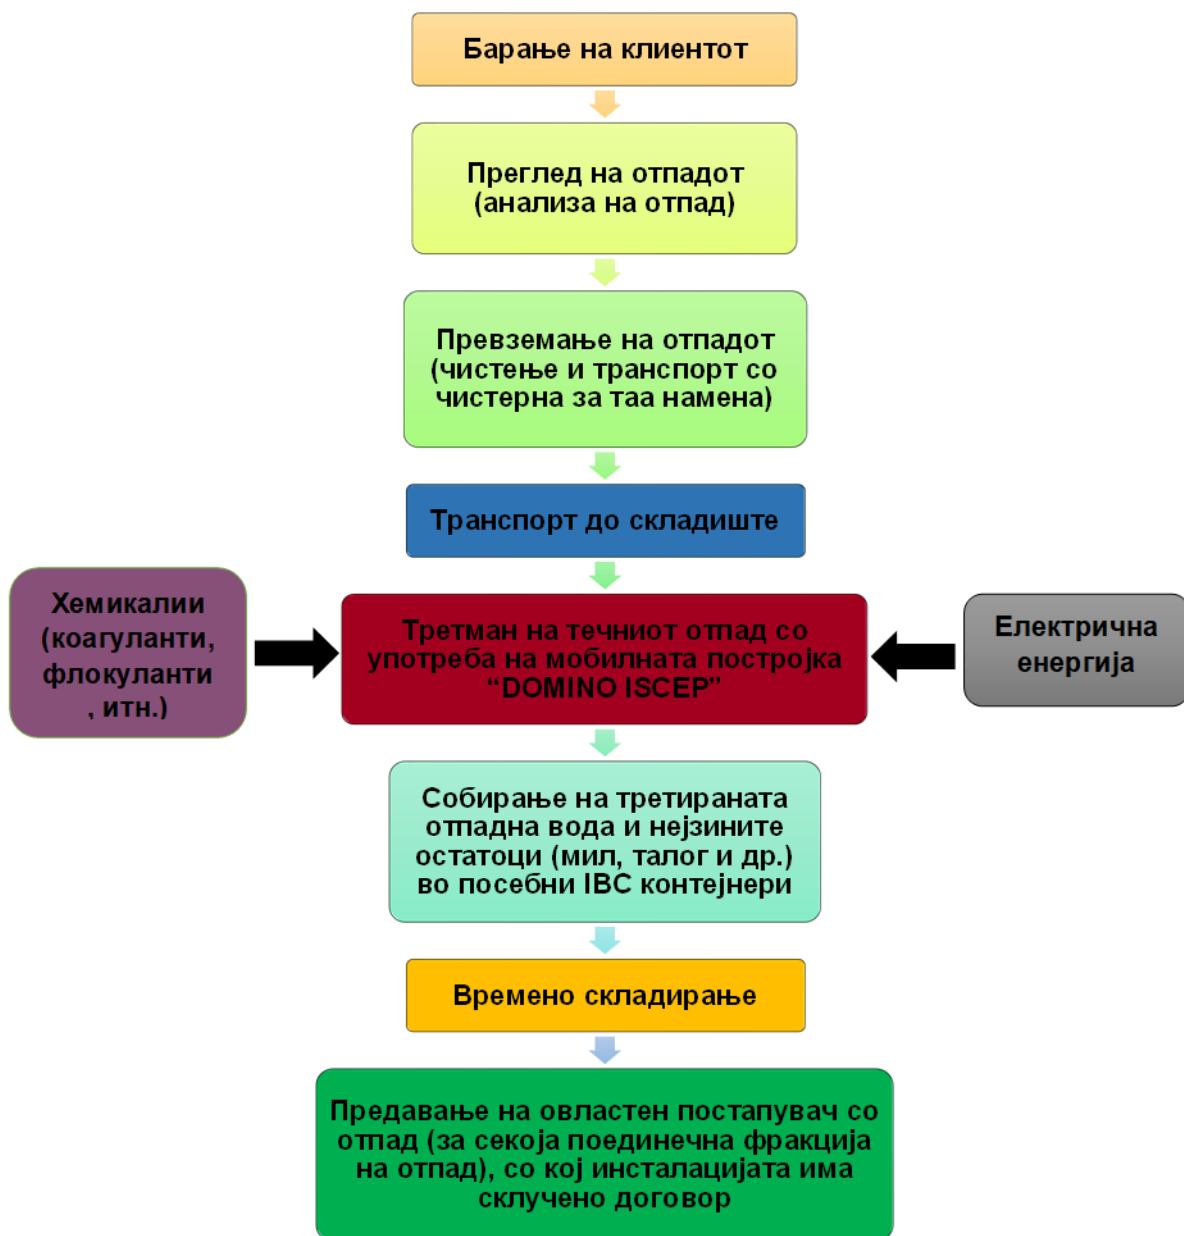 Барање на клиентот
Преглед на отпадот
(анализа на отпад)
Превземање на отпадот
(чистење и транспорт со
чистерна за таа намена)
Транспорт до складиште
Хемикалии
(коагуланти,
флокуланти
, итн.)
Третман на течниот отпад со
употреба на мобилната постројка
“DOMINO ISCEP”
Електрична
енергија
Собирање на третираната
отпадна вода и нејзините
остатоци (мил, талог и др.)
во посебни IBC контејнери
Времено складирање
Предавање на овластен постапувач со
отпад (за секоја поединечна фракција
на отпад), со кој инсталацијата има
склучено договор